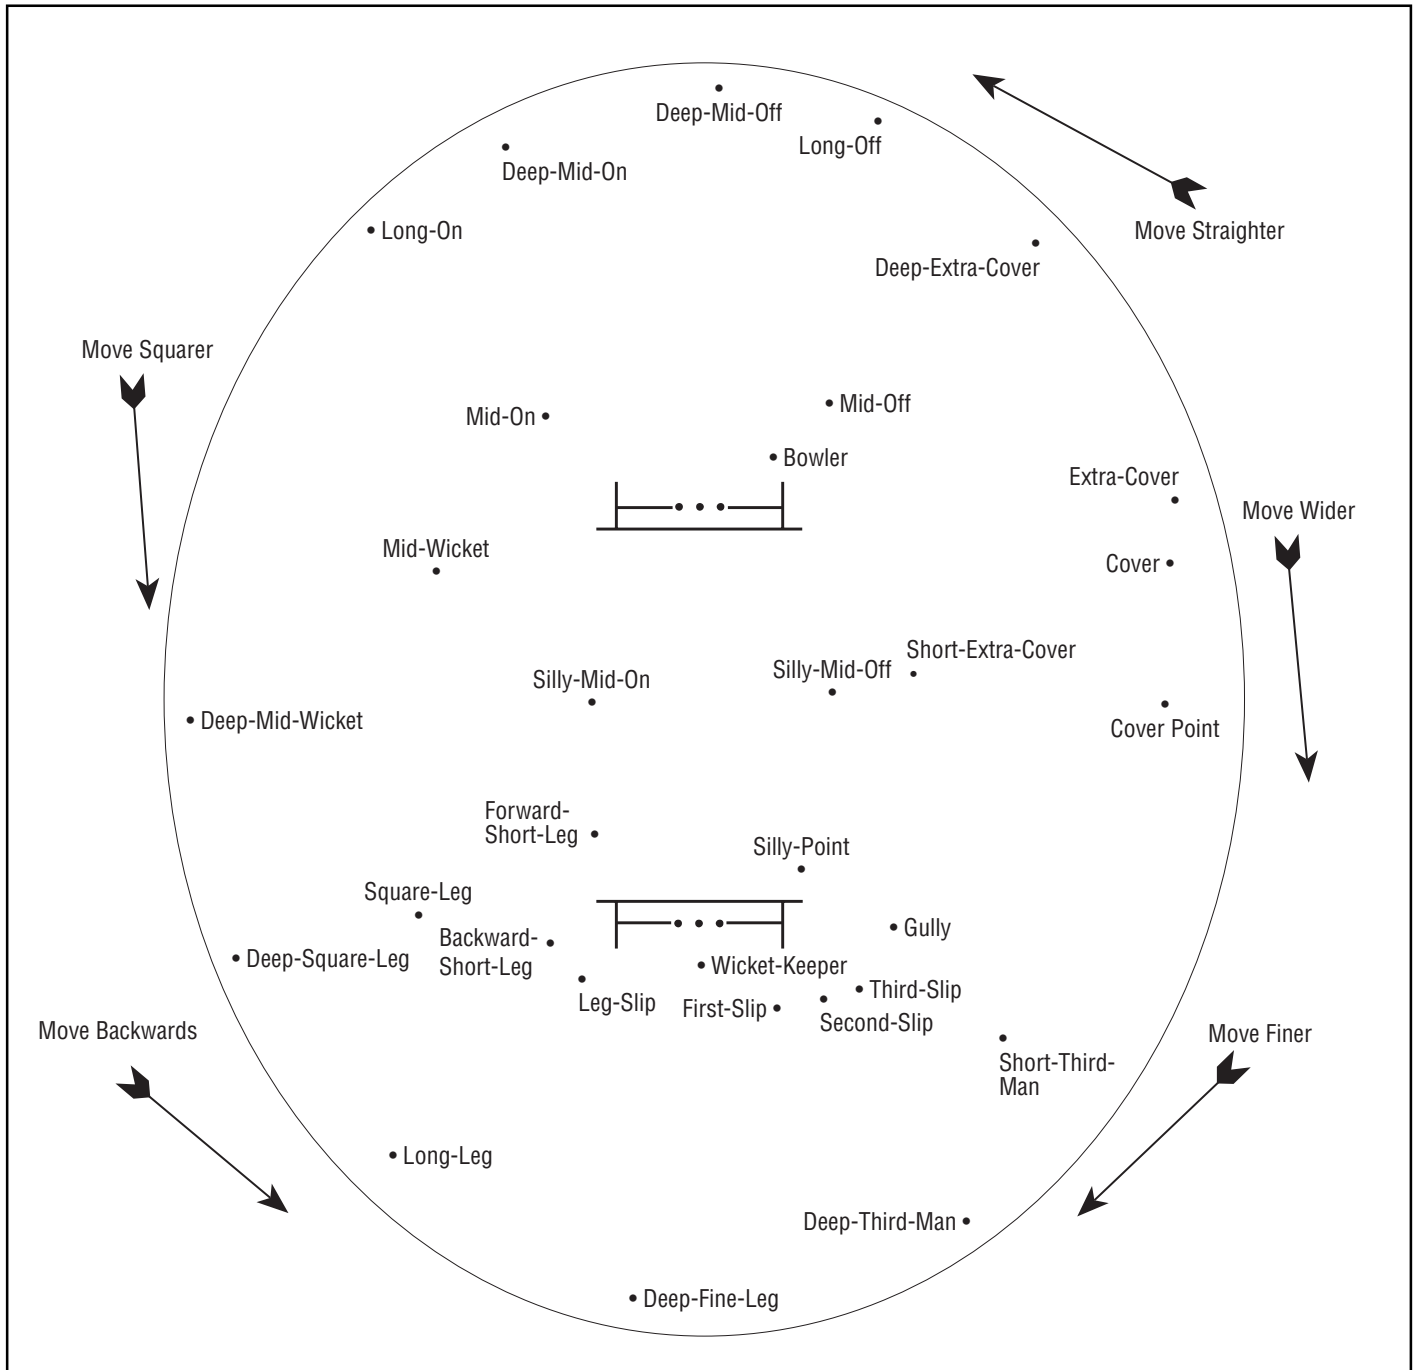 Deep-Mid-Off
Long-Off
Deep-Mid-On
Long-On
Move Straighter
Deep-Extra-Cover
Move Squarer
Mid-Off
Mid-On
Bowler
Extra-Cover
Move Wider
Mid-Wicket
Cover
Short-Extra-Cover
Silly-Mid-Off
Silly-Mid-On
Deep-Mid-Wicket
Cover Point
Forward-
Short-Leg
Silly-Point
Square-Leg
Gully
Backward-
Short-Leg
Deep-Square-Leg
Wicket-Keeper
Third-Slip
Leg-Slip
First-Slip
Second-Slip
Move Backwards
Move Finer
Short-Third-
Man
Long-Leg
Deep-Third-Man
Deep-Fine-Leg